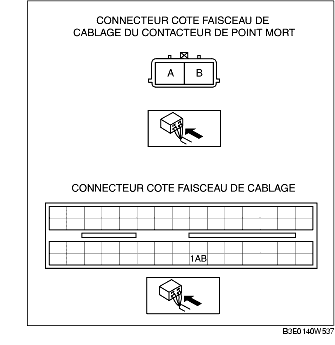 CONNECTEUR COTE FAISCEAU DE
CABLAGE DU CONTACTEUR DE POINT MORT
A B
CONNECTEUR COTE FAISCEAU DE CABLAGE
1AB
B3E0140W537